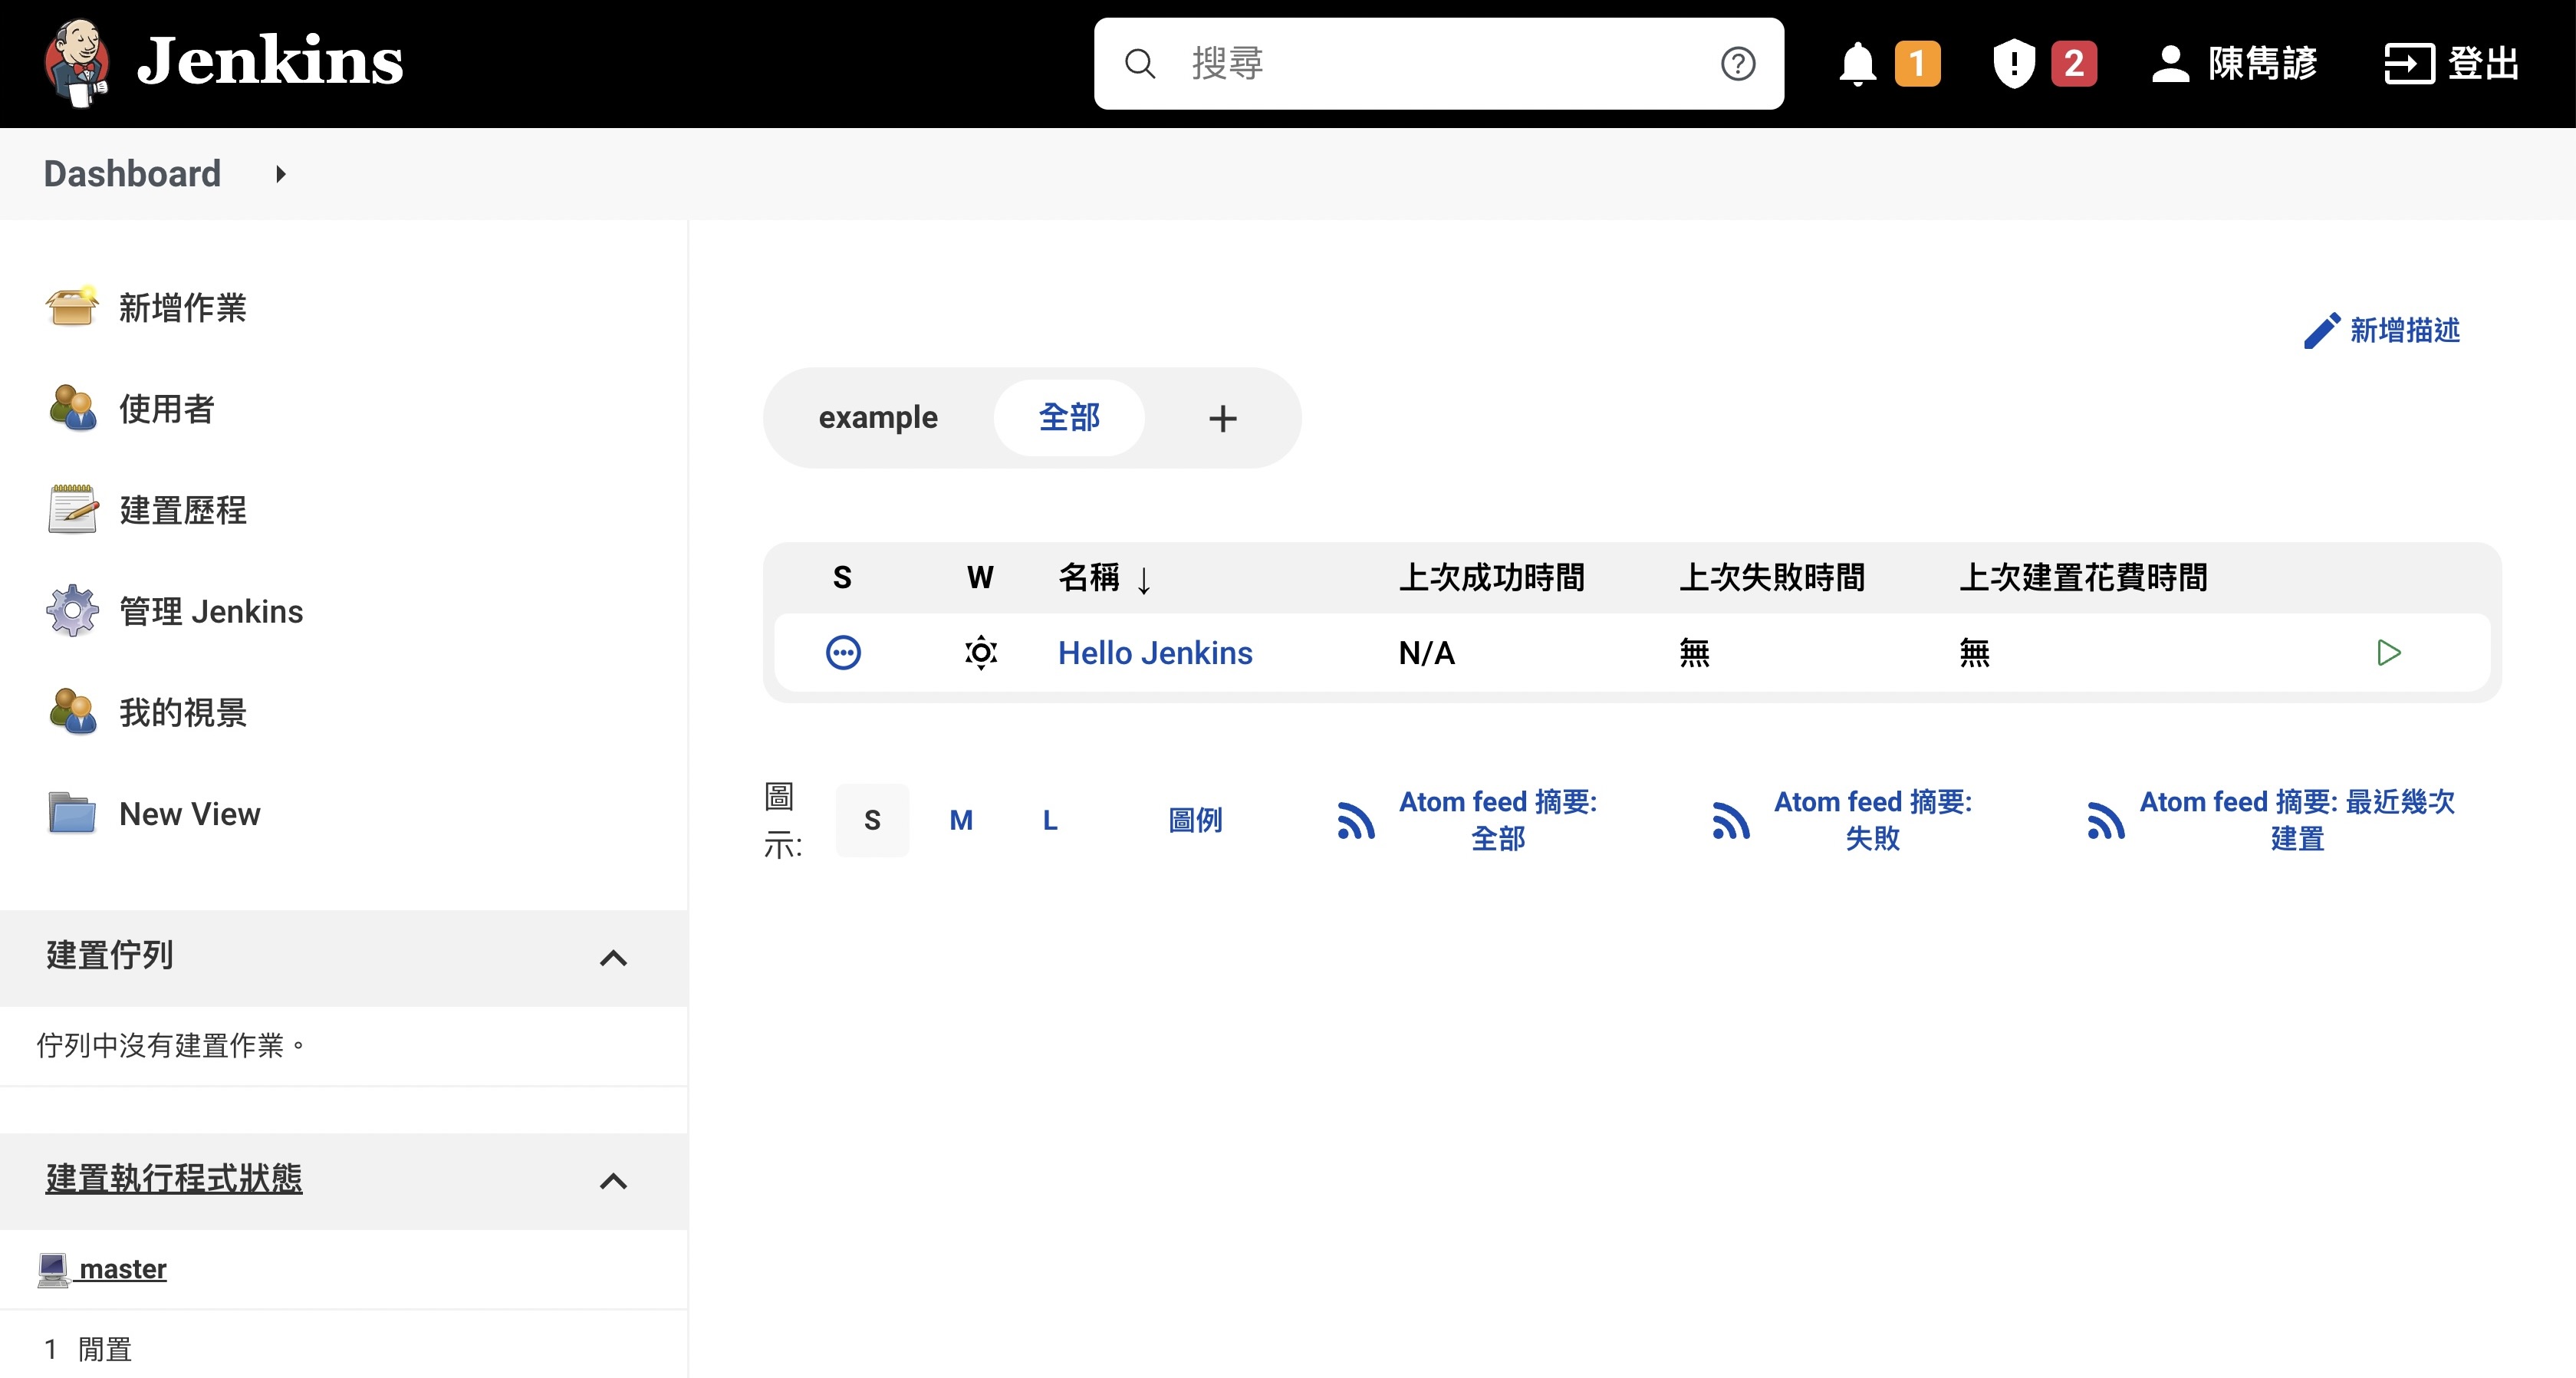 Jenkins
搜尋
1
2
陳雋諺
登出
Dashboard
新增作業
使用者
建置歷程
管理 Jenkins
我的視景
New View
建置佇列
佇列中沒有建置作業。
建置執行程式狀態
master
1 閒置
新增描述
example 全部 +
S W 名稱 ↓ 上次成功時間 上次失敗時間 上次建置花費時間
Hello Jenkins N/A 無 無
圖
示:
S M L 圖例
Atom feed 摘要:
全部
Atom feed 摘要:
失敗
Atom feed 摘要: 最近幾次
建置